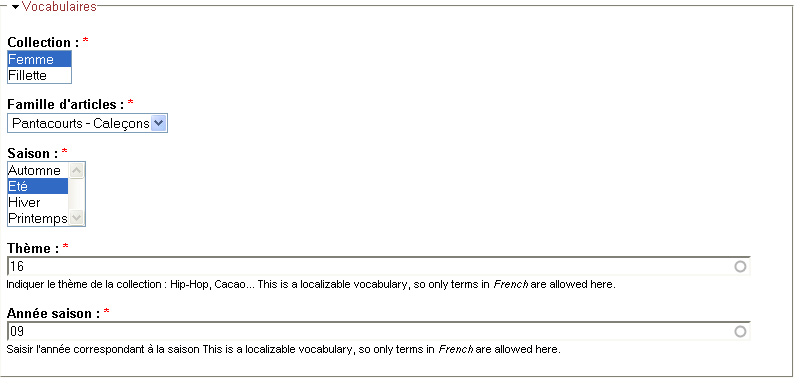 Vocabulaires
Collection : *
Femme
Fillette
Famille d'articles : *
Pantacourts - Caleçons
Saison : *
Automne
Eté
Hiver
Printemps
Thème : *
16
Indiquer le thème de la collection : Hip-Hop, Cacao... This is a localizable vocabulary, so only terms in French are allowed here.
Année saison : *
09
Saisir l'année correspondant à la saison This is a localizable vocabulary, so only terms in French are allowed here.